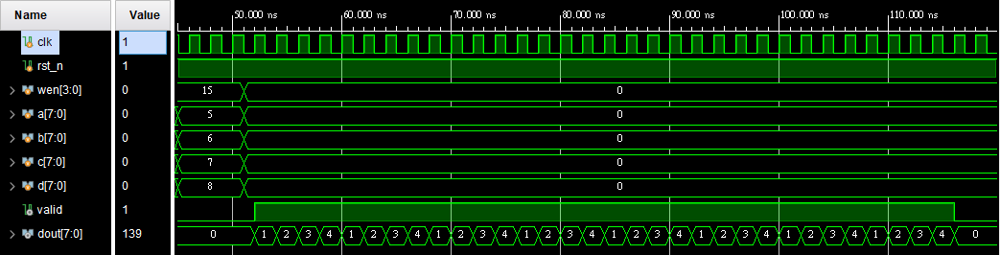 Name Value 50.000 ns 60.000 ns 70.000 ns 80.000 ns 90.000 ns 100.000 ns 110.000 ns
clk 1
rst_n 1
wen[3:0] 0 15 0
a[7:0] 0 5 0
b[7:0] 0 6 0
c[7:0] 0 7 0
d[7:0] 0 8 0
valid 1
dout[7:0] 139 0 1 2 3 4 1 2 3 4 1 2 3 4 1 2 3 4 1 2 3 4 1 2 3 4 1 2 3 4 1 2 3 4 0